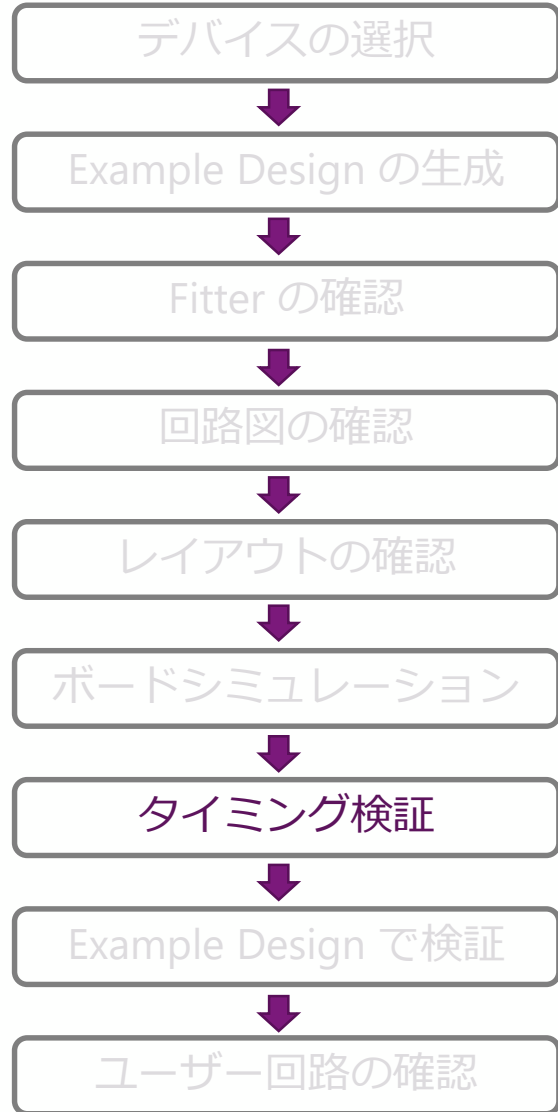 デバイスの選択
Example Design の生成
Fitter の確認
回路図の確認
レイアウトの確認
ボードシミュレーション
タイミング検証
Example Design で検証
ユーザー回路の確認